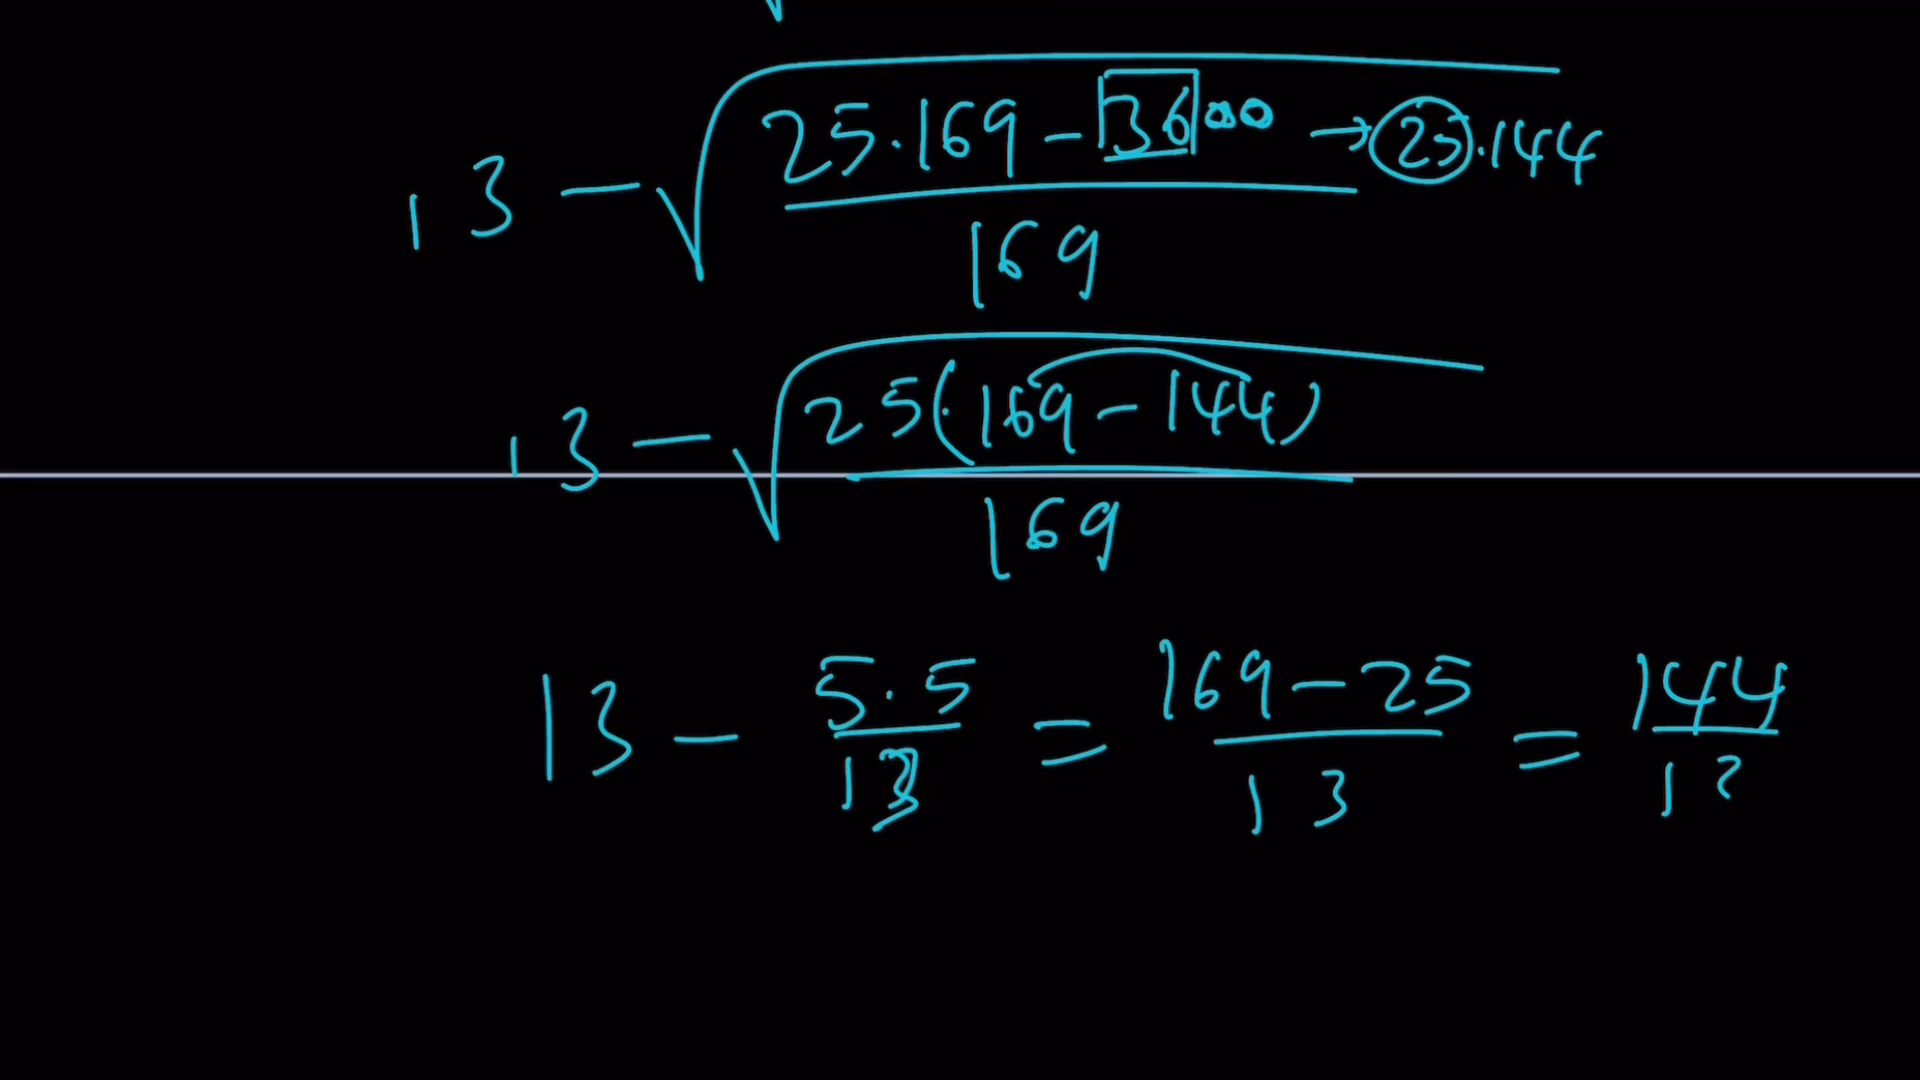 13 - √((25·169 - 3600)/169) → 25·144
13 - √(25(169 - 144)/169)
13 - 5·5/13 = (169-25)/13 = 144/13